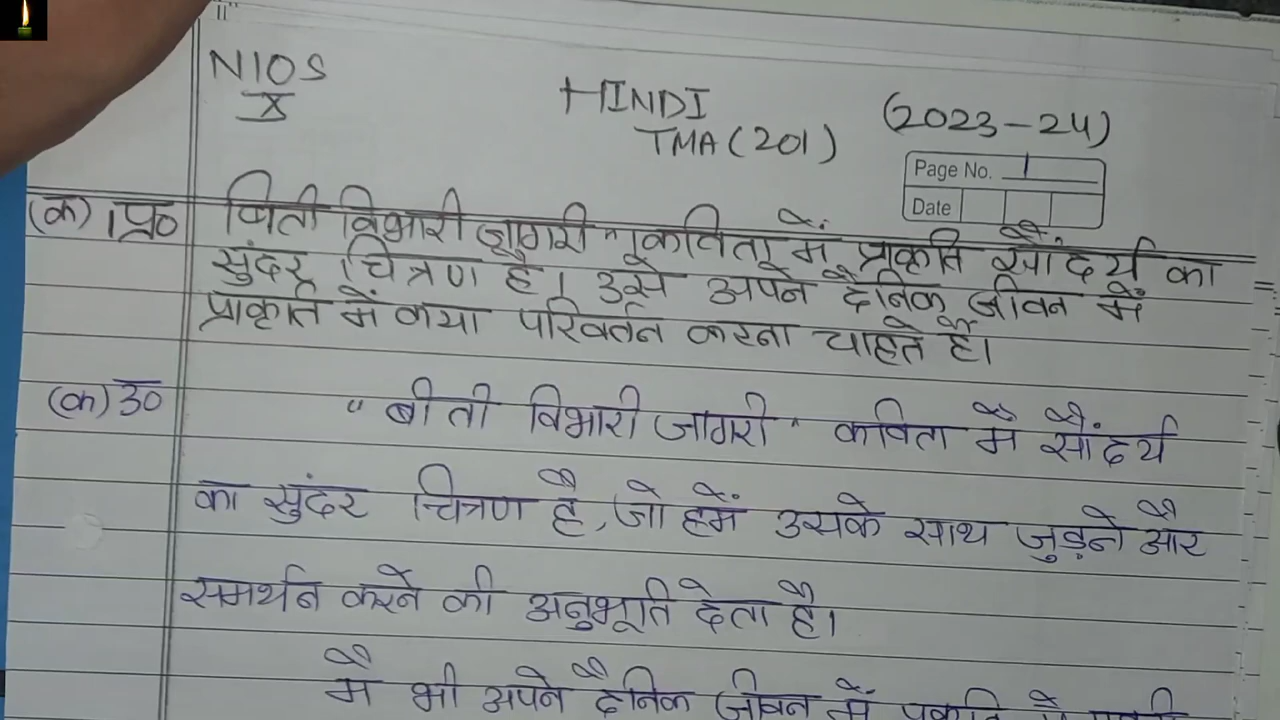 NIOS
X
HINDI
TMA (201)
(2023-24)
Page No. 1
Date
(क) 1प्र० बिती विभारी जागरी "कविता में प्राकृति सौंदर्य का
सुंदर चित्रण है। उसे अपने दैनिक जीवन में
प्राकृति में क्या परिवर्तन करना चाहते हैं।
(क) उ० "बीती विभारी जागरी" कविता में सौंदर्य
का सुंदर चित्रण है, जो हमें उसके साथ जुड़ने और
समर्थन करने की अनुभूति देता है।
मै भी अपने दैनिक जीवन में